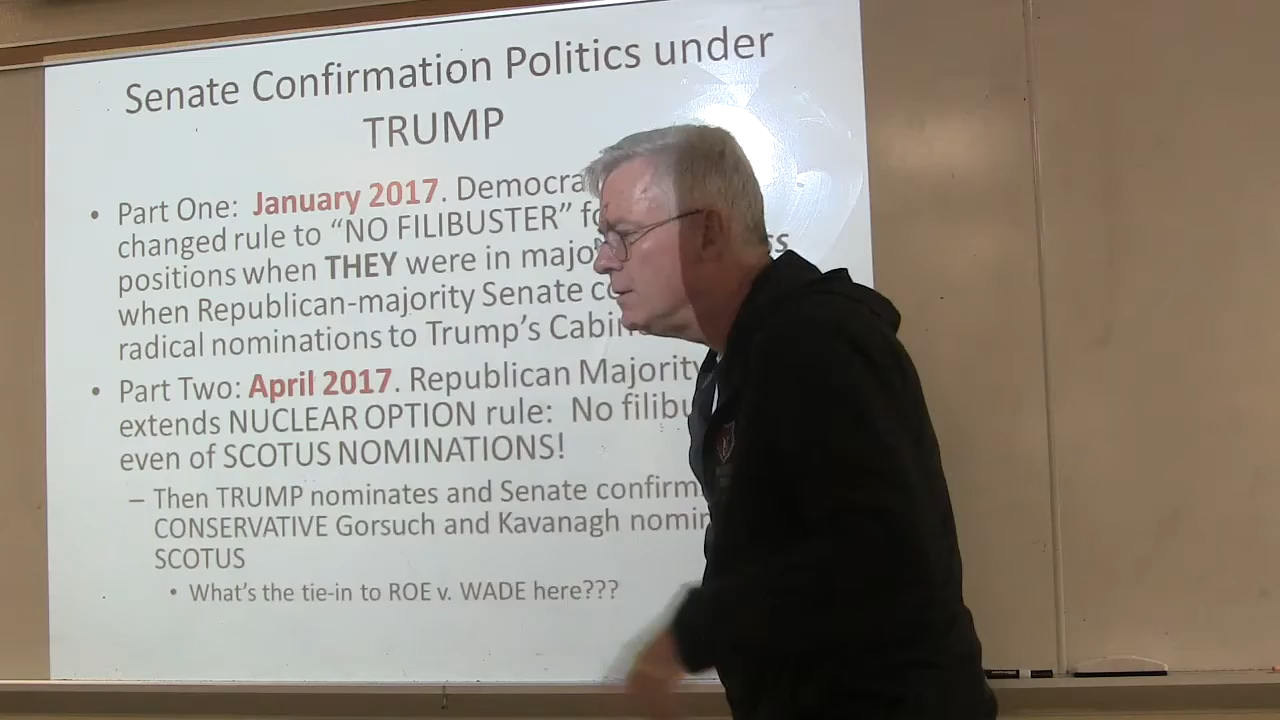 Senate Confirmation Politics under
TRUMP
• Part One: January 2017. Democra
changed rule to “NO FILIBUSTER” fo
positions when THEY were in majo ss
when Republican-majority Senate co
radical nominations to Trump’s Cabin
• Part Two: April 2017. Republican Majority
extends NUCLEAR OPTION rule: No filibu
even of SCOTUS NOMINATIONS!
– Then TRUMP nominates and Senate confirm
CONSERVATIVE Gorsuch and Kavanagh nomin
SCOTUS
• What’s the tie-in to ROE v. WADE here???